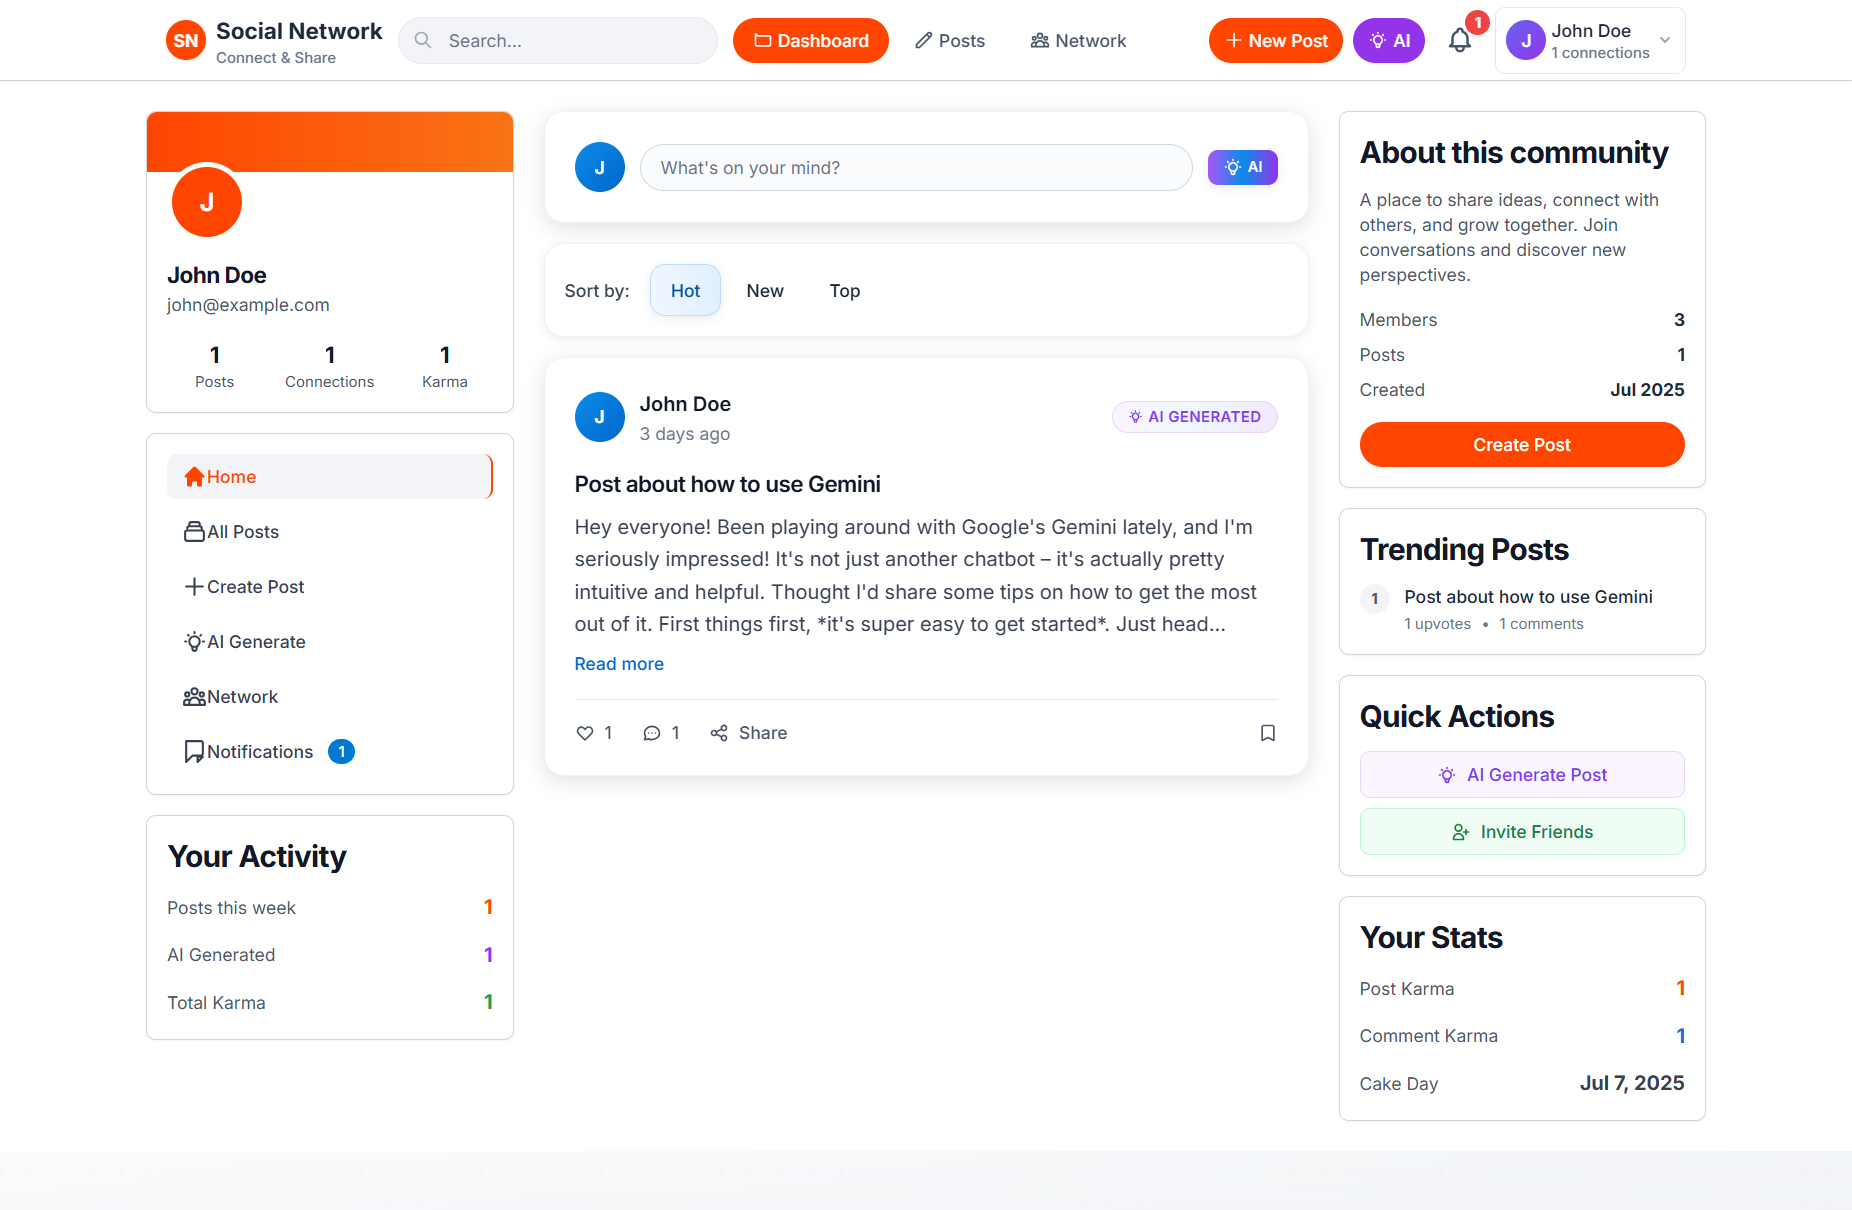 SN
Social Network
Connect & Share
Search...
Dashboard
Posts
Network
New Post
AI
1
J
John Doe
1 connections
J
John Doe
john@example.com
1 1 1
Posts Connections Karma
Home
All Posts
Create Post
AI Generate
Network
Notifications 1
Your Activity
Posts this week 1
AI Generated 1
Total Karma 1
J
What's on your mind?
AI
Sort by: Hot New Top
J
John Doe
3 days ago
AI GENERATED
Post about how to use Gemini
Hey everyone! Been playing around with Google's Gemini lately, and I'm
seriously impressed! It's not just another chatbot – it's actually pretty
intuitive and helpful. Thought I'd share some tips on how to get the most
out of it. First things first, *it's super easy to get started*. Just head...
Read more
1 1 Share
About this community
A place to share ideas, connect with
others, and grow together. Join
conversations and discover new
perspectives.
Members 3
Posts 1
Created Jul 2025
Create Post
Trending Posts
1 Post about how to use Gemini
1 upvotes • 1 comments
Quick Actions
AI Generate Post
Invite Friends
Your Stats
Post Karma 1
Comment Karma 1
Cake Day Jul 7, 2025